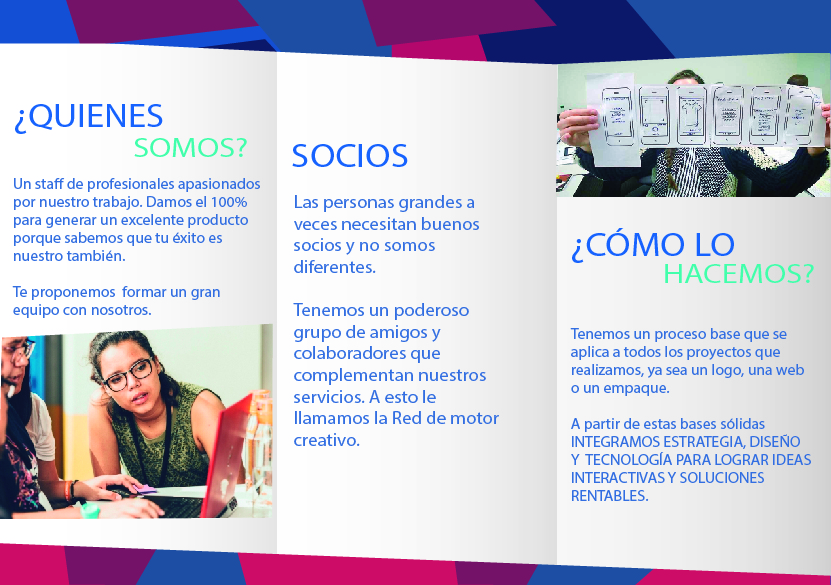 ¿QUIENES
SOMOS?
Un staff de profesionales apasionados
por nuestro trabajo. Damos el 100%
para generar un excelente producto
porque sabemos que tu éxito es
nuestro también.
Te proponemos formar un gran
equipo con nosotros.
SOCIOS
Las personas grandes a
veces necesitan buenos
socios y no somos
diferentes.
Tenemos un poderoso
grupo de amigos y
colaboradores que
complementan nuestros
servicios. A esto le
llamamos la Red de motor
creativo.
¿CÓMO LO
HACEMOS?
Tenemos un proceso base que se
aplica a todos los proyectos que
realizamos, ya sea un logo, una web
o un empaque.
A partir de estas bases sólidas
INTEGRAMOS ESTRATEGIA, DISEÑO
Y TECNOLOGÍA PARA LOGRAR IDEAS
INTERACTIVAS Y SOLUCIONES
RENTABLES.